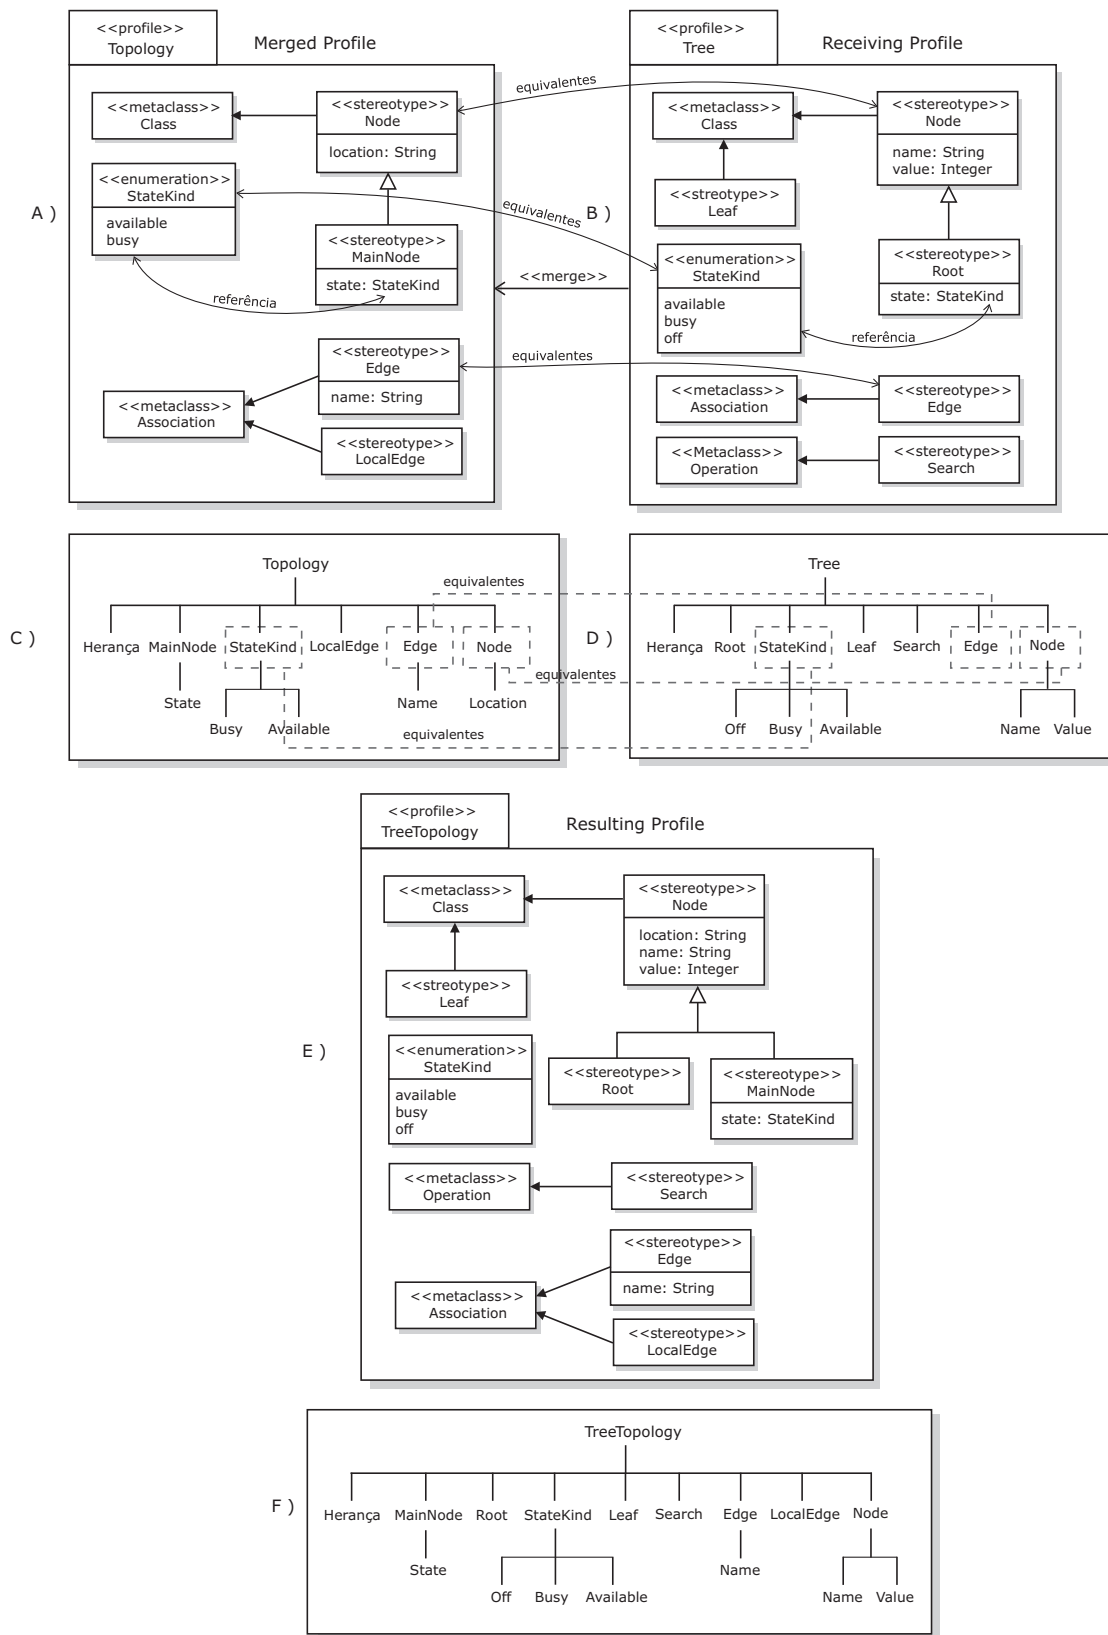 <<profile>>
Topology
Merged Profile
<<profile>>
Tree
Receiving Profile
A )
<<metaclass>>
Class
<<stereotype>>
Node
location: String
<<enumeration>>
StateKind
available
busy
<<stereotype>>
MainNode
state: StateKind
referência
<<stereotype>>
Edge
name: String
<<metaclass>>
Association
<<stereotype>>
LocalEdge
equivalentes
equivalentes
<<merge>>
equivalentes
B )
<<metaclass>>
Class
<<stereotype>>
Node
name: String
value: Integer
<<streotype>>
Leaf
<<enumeration>>
StateKind
available
busy
off
<<stereotype>>
Root
state: StateKind
referência
<<metaclass>>
Association
<<stereotype>>
Edge
<<Metaclass>>
Operation
<<stereotype>>
Search
C )
Topology
Herança MainNode StateKind LocalEdge Edge Node
State Busy Available Name Location
equivalentes
equivalentes
equivalentes
D )
Tree
Herança Root StateKind Leaf Search Edge Node
Off Busy Available Name Value
<<profile>>
TreeTopology
Resulting Profile
E )
<<metaclass>>
Class
<<stereotype>>
Node
location: String
name: String
value: Integer
<<streotype>>
Leaf
<<enumeration>>
StateKind
available
busy
off
<<stereotype>>
Root
<<stereotype>>
MainNode
state: StateKind
<<metaclass>>
Operation
<<stereotype>>
Search
<<stereotype>>
Edge
name: String
<<metaclass>>
Association
<<stereotype>>
LocalEdge
F )
TreeTopology
Herança MainNode Root StateKind Leaf Search Edge LocalEdge Node
State Off Busy Available Name Name Value